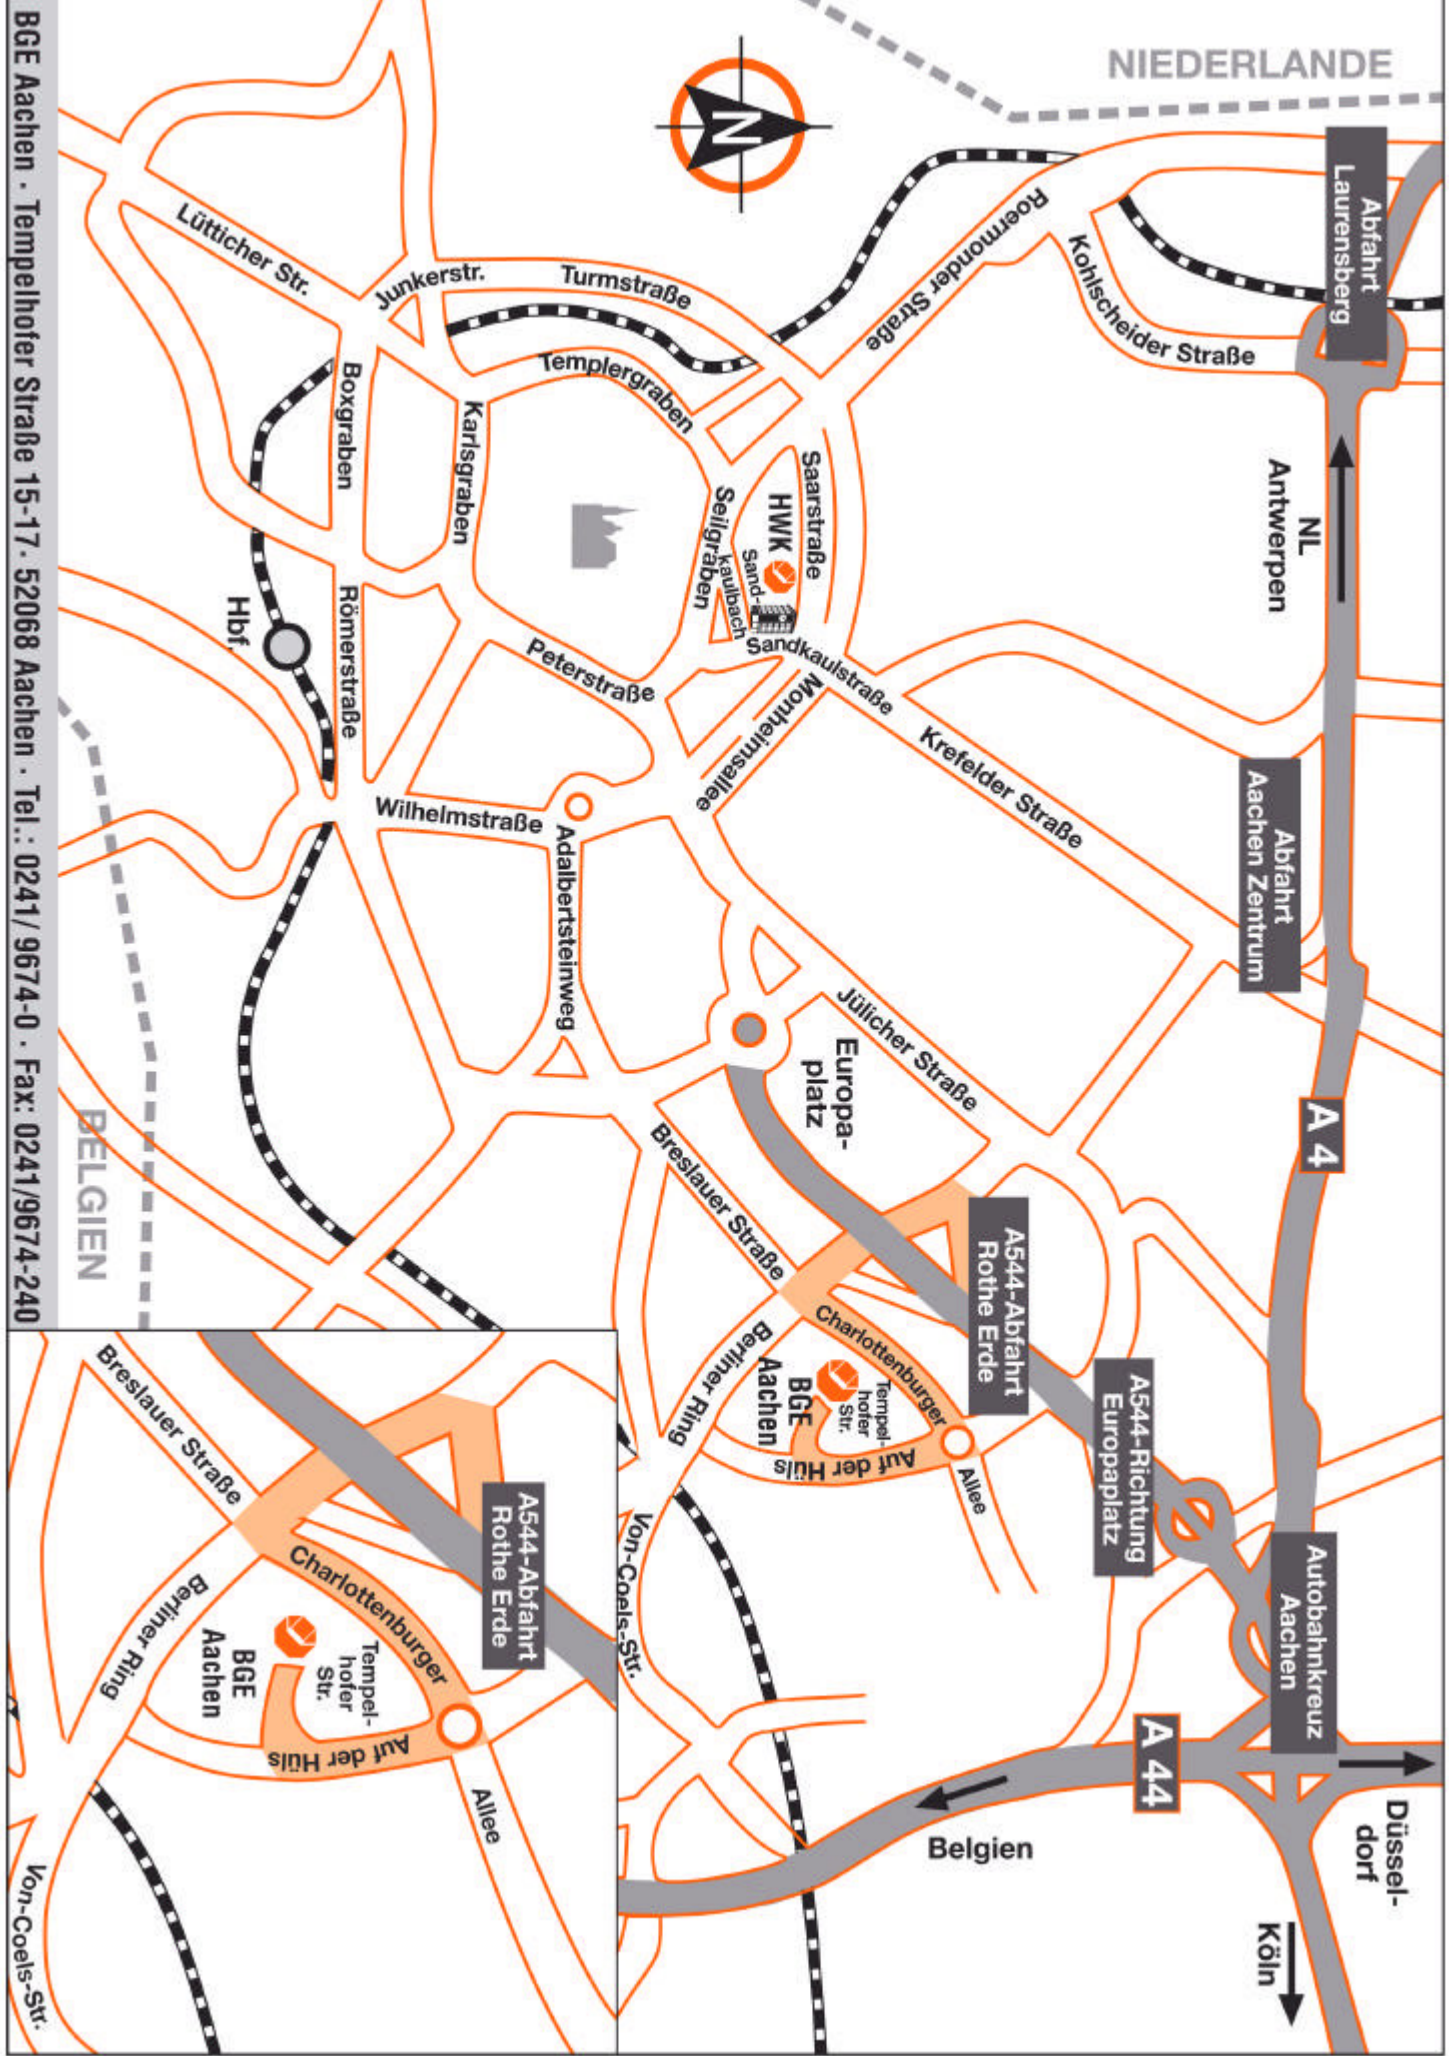 NIEDERLANDE
Abfahrt
Laurensberg
NL
Antwerpen
Abfahrt
Aachen Zentrum
A 4
Autobahnkreuz
Aachen
Düssel-
dorf
Köln
A544-Richtung
Europaplatz
A 44
Belgien
Kohlscheider Straße
Roermonder Straße
Krefelder Straße
N
Turmstraße
Junkerstr.
Lütticher Str.
Templergraben
Saarstraße
HWK
Sand-
kaulbach
Seilgraben
Sandkaulstraße
Monheimsallee
Jülicher Straße
Europa-
platz
A544-Abfahrt
Rothe Erde
Karlsgraben
Boxgraben
Peterstraße
Römerstraße
Hbf.
Wilhelmstraße
Adalbertsteinweg
Breslauer Straße
Charlottenburger
Allee
Tempel-
hofer
Str.
BGE
Aachen
Auf der Hüls
Berliner Ring
Von-Coels-Str.
BELGIEN
A544-Abfahrt
Rothe Erde
Breslauer Straße
Charlottenburger
Allee
Tempel-
hofer
Str.
BGE
Aachen
Auf der Hüls
Berliner Ring
Von-Coels-Str.
BGE Aachen · Tempelhofer Straße 15-17· 52068 Aachen · Tel.: 0241/ 9674-0 · Fax: 0241/9674-240